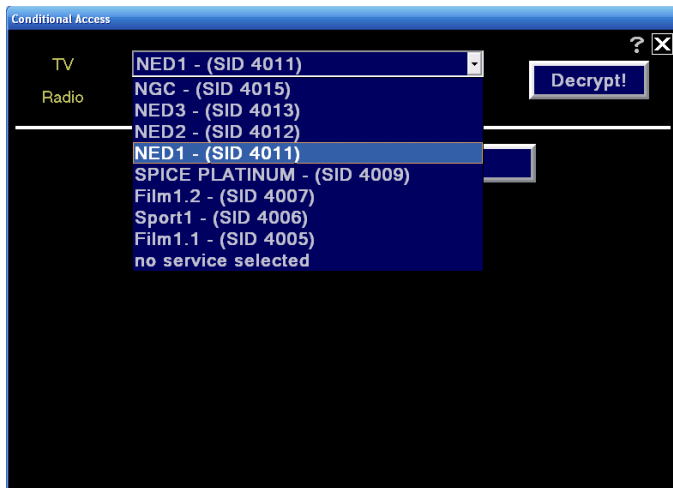 Conditional Access
?
TV
NED1 - (SID 4011)
Decrypt!
Radio
NGC - (SID 4015)
NED3 - (SID 4013)
NED2 - (SID 4012)
NED1 - (SID 4011)
SPICE PLATINUM - (SID 4009)
Film1.2 - (SID 4007)
Sport1 - (SID 4006)
Film1.1 - (SID 4005)
no service selected